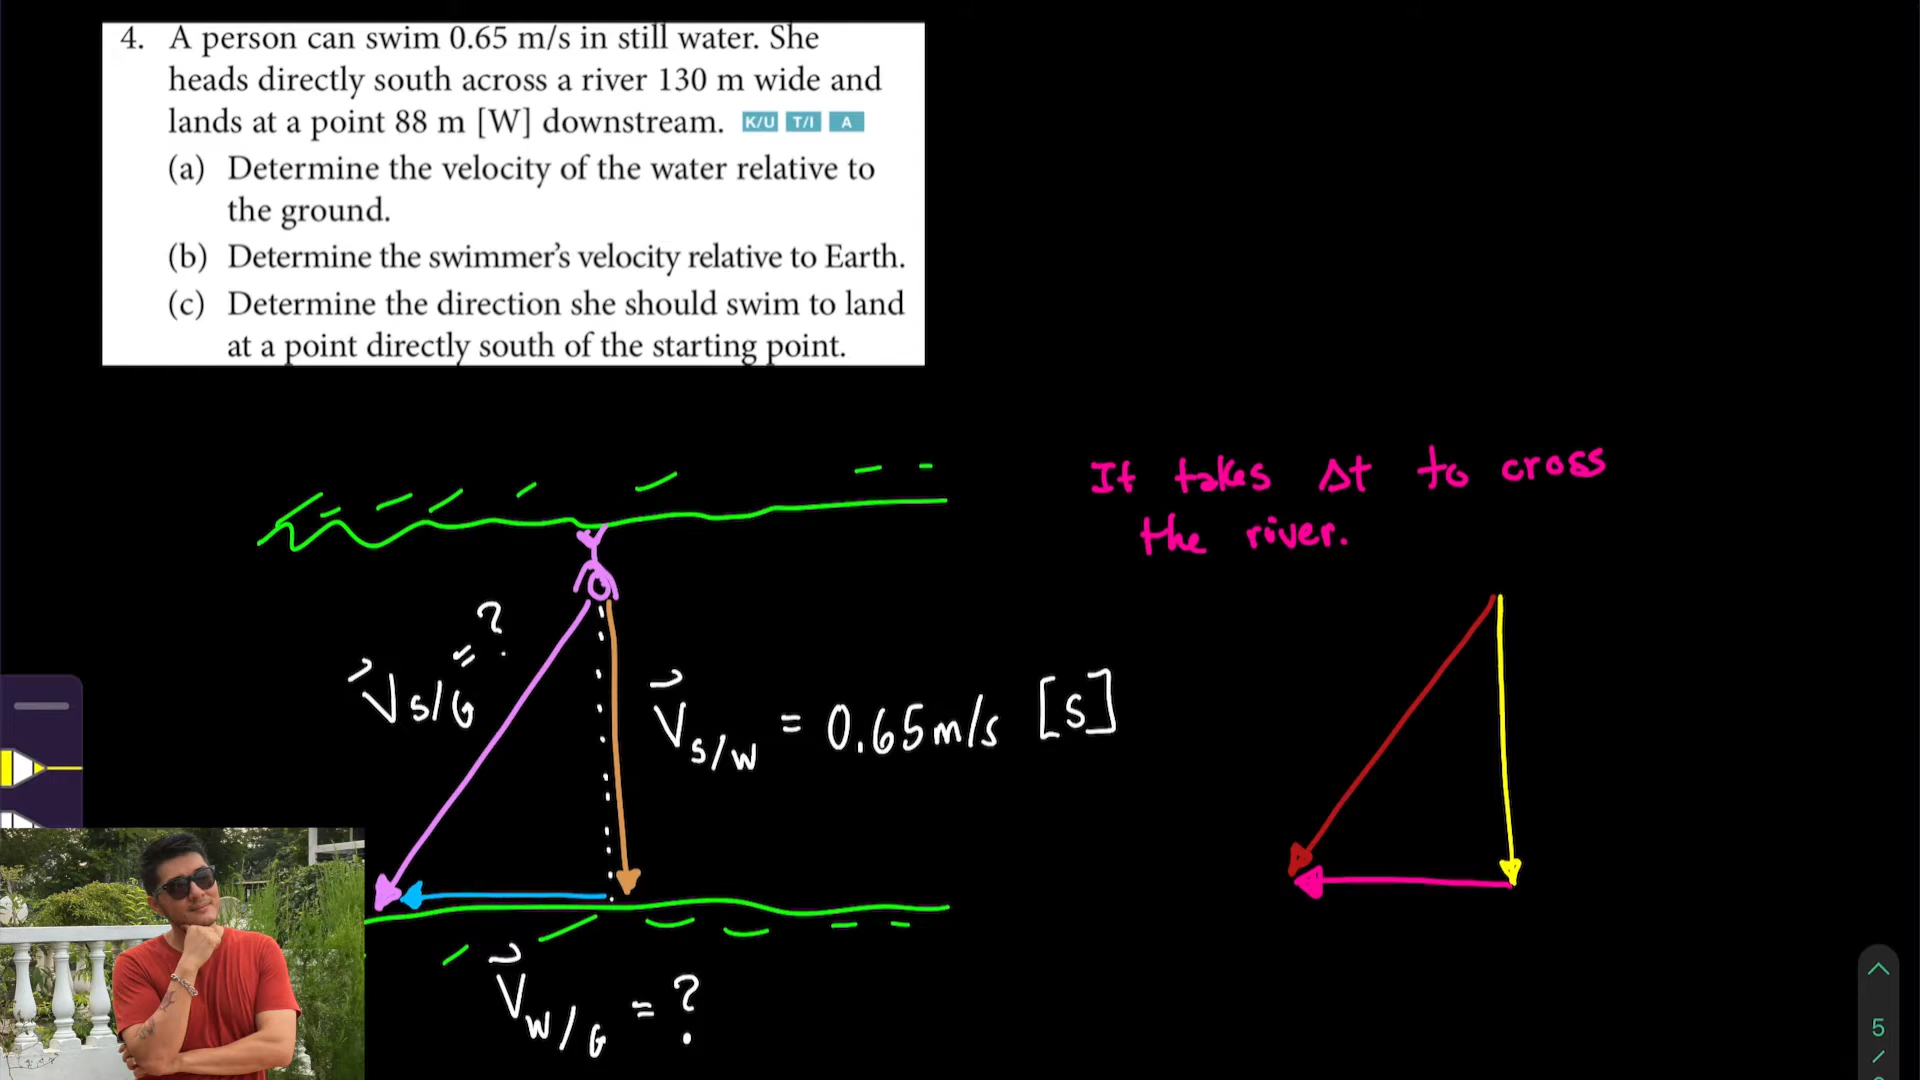 4. A person can swim 0.65 m/s in still water. She
heads directly south across a river 130 m wide and
lands at a point 88 m [W] downstream. K/U T/I A
(a) Determine the velocity of the water relative to
the ground.
(b) Determine the swimmer's velocity relative to Earth.
(c) Determine the direction she should swim to land
at a point directly south of the starting point.
It takes Δt to cross
the river.
V⃗ s/G = ?
V⃗ s/w = 0.65 m/s [S]
V⃗ w/G = ?
5
/